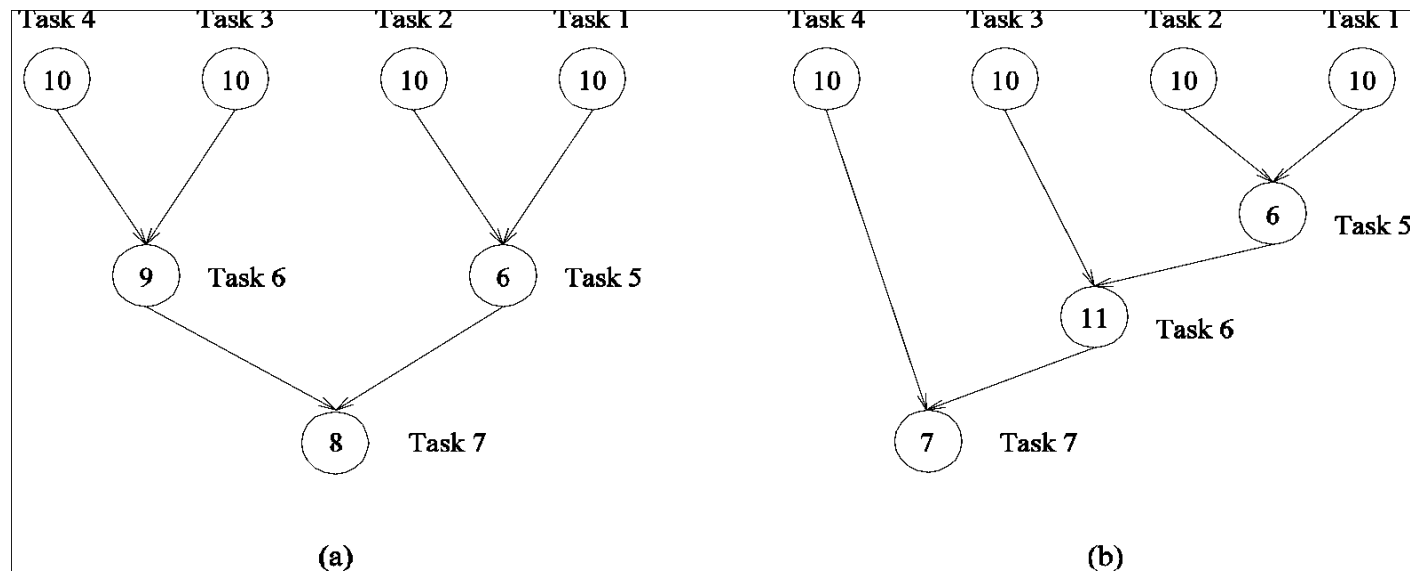 Task 4 Task 3 Task 2 Task 1 Task 4 Task 3 Task 2 Task 1
10 10 10 10 10 10 10 10
6
Task 5
9 Task 6 6 Task 5
11
Task 6
8 Task 7 7 Task 7
(a) (b)